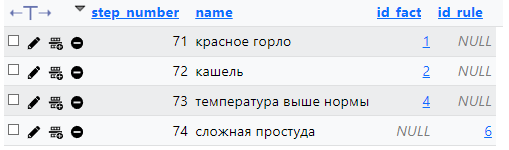 step_number name id_fact id_rule
71 красное горло 1 NULL
72 кашель 2 NULL
73 температура выше нормы 4 NULL
74 сложная простуда NULL 6